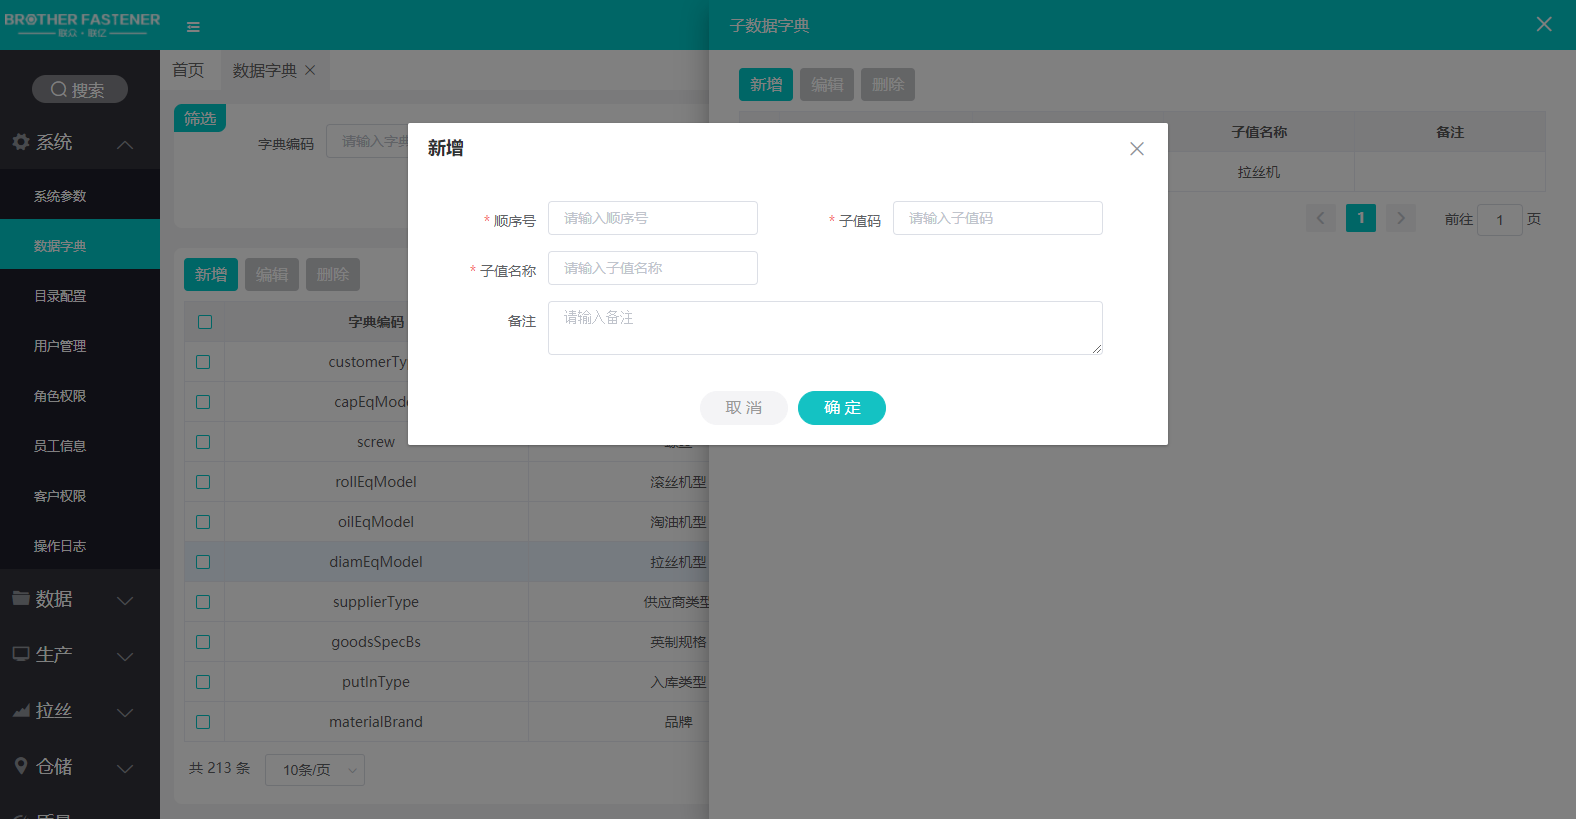 BROTHER FASTENER
联众·联亿
子数据字典
搜索
首页
数据字典
新增 编辑 删除
筛选
字典编码
请输入字典
子值名称 备注
拉丝机
1
前往 1 页
系统
系统参数
数据字典
目录配置
用户管理
角色权限
员工信息
客户权限
操作日志
数据
生产
拉丝
仓储
新增
* 顺序号 请输入顺序号
* 子值码 请输入子值码
* 子值名称 请输入子值名称
备注 请输入备注
取 消 确 定
新增 编辑 删除
字典编码
customerTy
capEqMode
screw
rollEqModel 滚丝机型
oilEqModel 淘油机型
diamEqModel 拉丝机型
supplierType 供应商类型
goodsSpecBs 英制规格
putInType 入库类型
materialBrand 品牌
共 213 条 10条/页